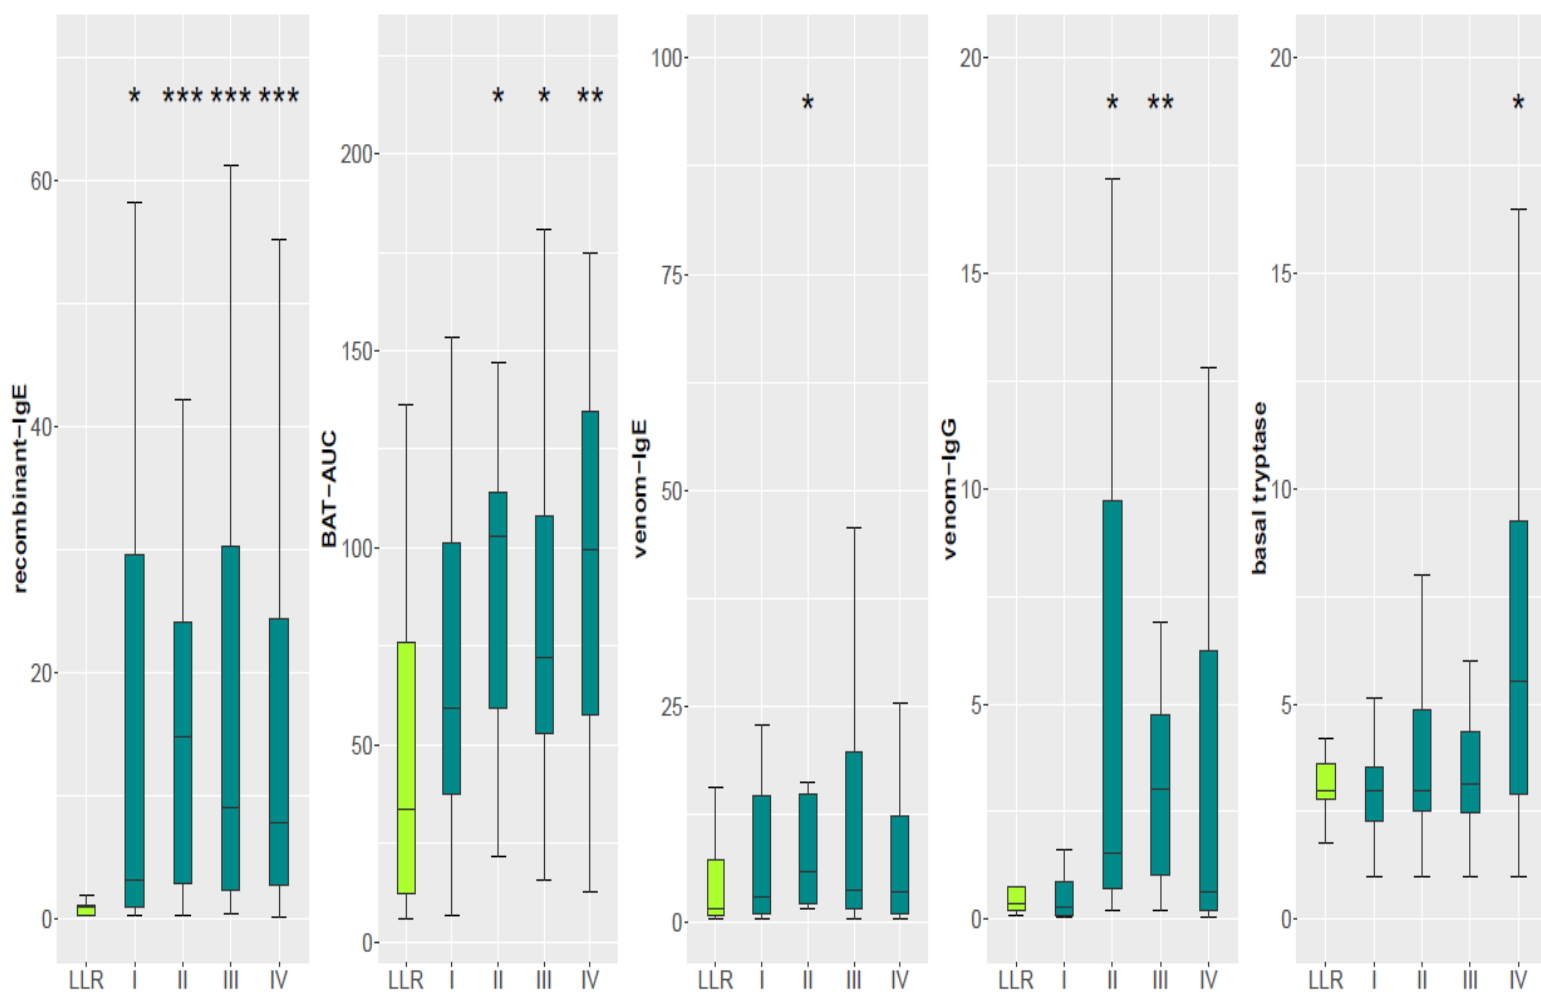 recombinant-IgE
60
40
20
0
* *** *** ***
LLR I II III IV
BAT-AUC
200
150
100
50
0
* * **
LLR I II III IV
venom-IgE
100
75
50
25
0
*
LLR I II III IV
venom-IgG
20
15
10
5
0
* **
LLR I II III IV
basal tryptase
20
15
10
5
0
*
LLR I II III IV